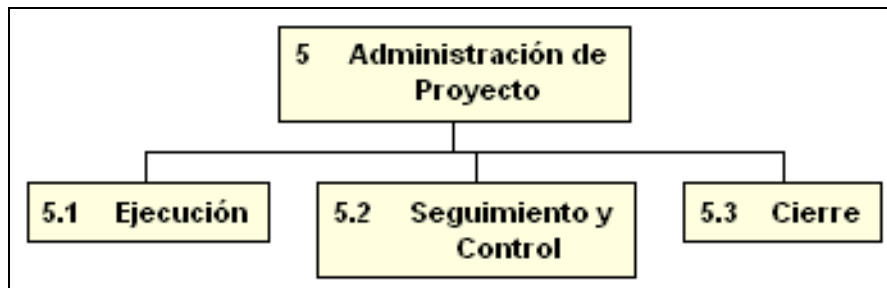 5 Administración de
Proyecto
5.1 Ejecución
5.2 Seguimiento y
Control
5.3 Cierre